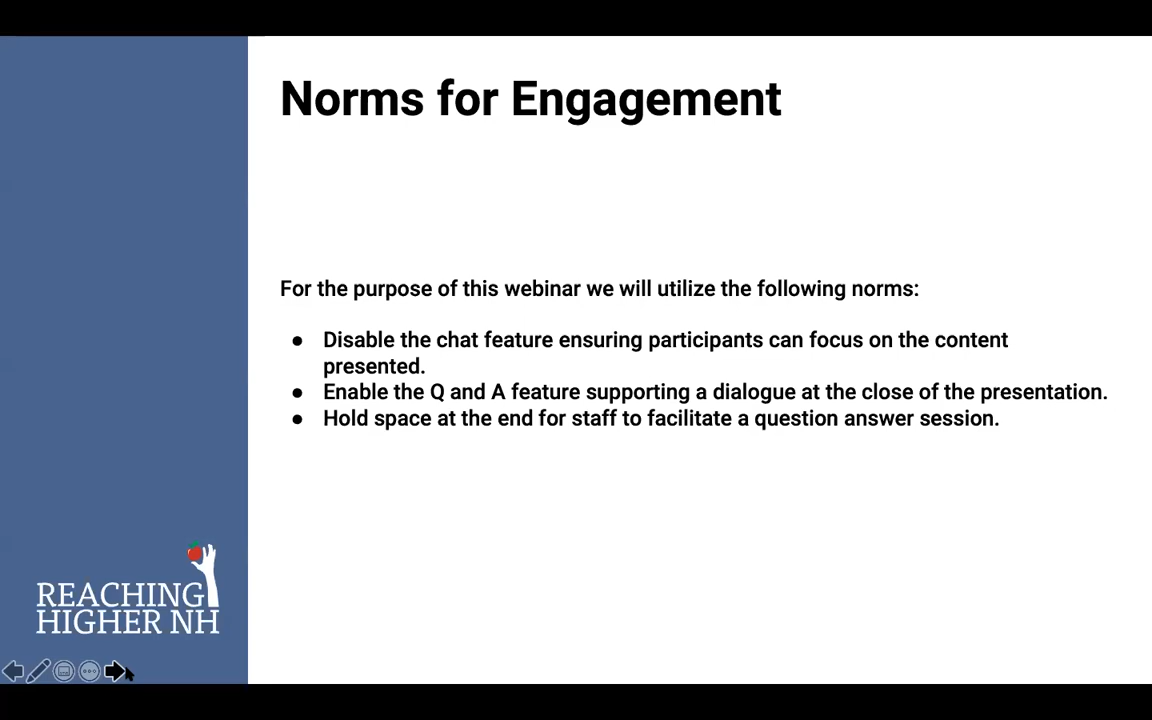 Norms for Engagement
For the purpose of this webinar we will utilize the following norms:
● Disable the chat feature ensuring participants can focus on the content
presented.
● Enable the Q and A feature supporting a dialogue at the close of the presentation.
● Hold space at the end for staff to facilitate a question answer session.
REACHING
HIGHER NH